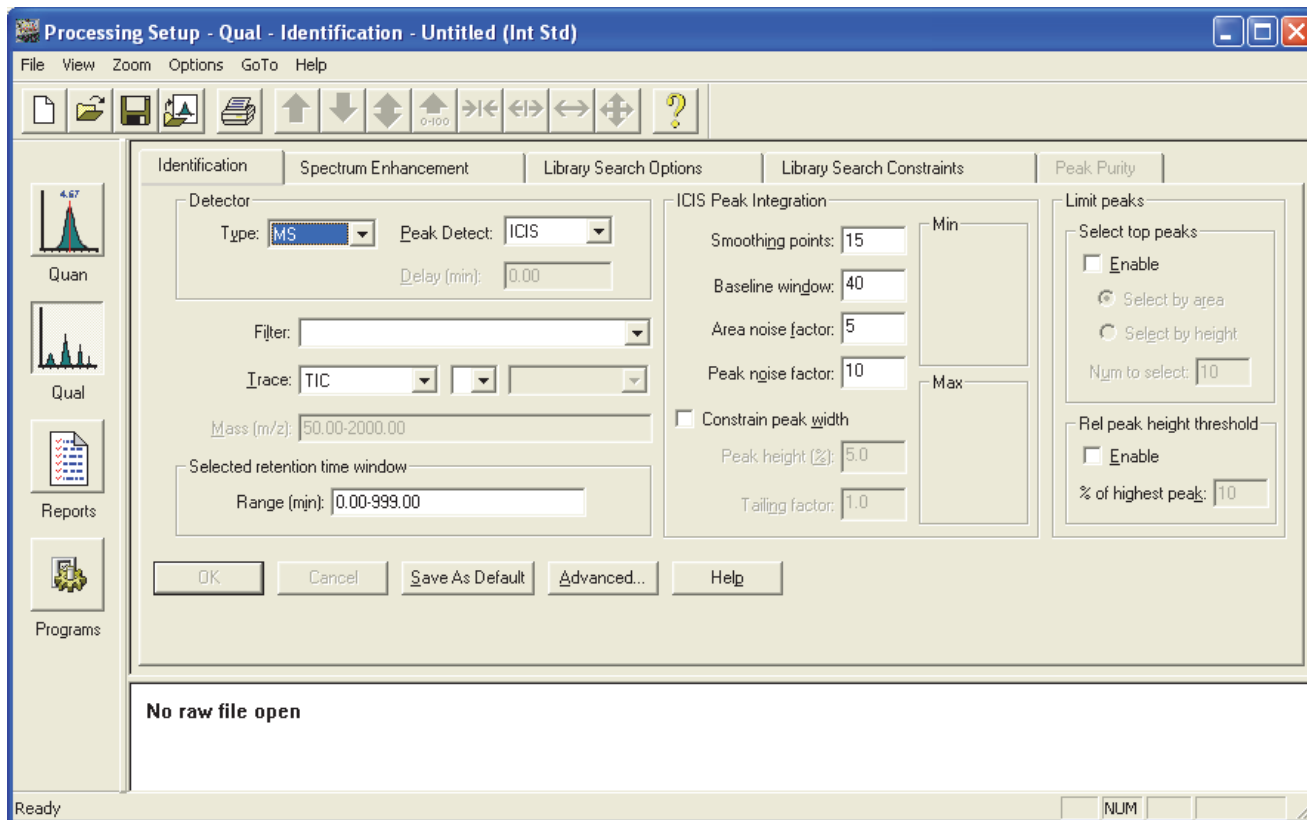 Processing Setup - Qual - Identification - Untitled (Int Std)
File View Zoom Options GoTo Help
0-100
Identification Spectrum Enhancement Library Search Options Library Search Constraints Peak Purity
4.67
Quan
Qual
Reports
Programs
Detector
Type: MS Peak Detect: ICIS
Delay (min): 0.00
Filter:
Trace: TIC
Mass (m/z): 50.00-2000.00
Selected retention time window
Range (min): 0.00-999.00
ICIS Peak Integration
Smoothing points: 15
Baseline window: 40
Area noise factor: 5
Peak noise factor: 10
Constrain peak width
Peak height (%): 5.0
Tailing factor: 1.0
Min
Max
Limit peaks
Select top peaks
Enable
Select by area
Select by height
Num to select: 10
Rel peak height threshold
Enable
% of highest peak: 10
OK Cancel Save As Default Advanced... Help
No raw file open
Ready NUM